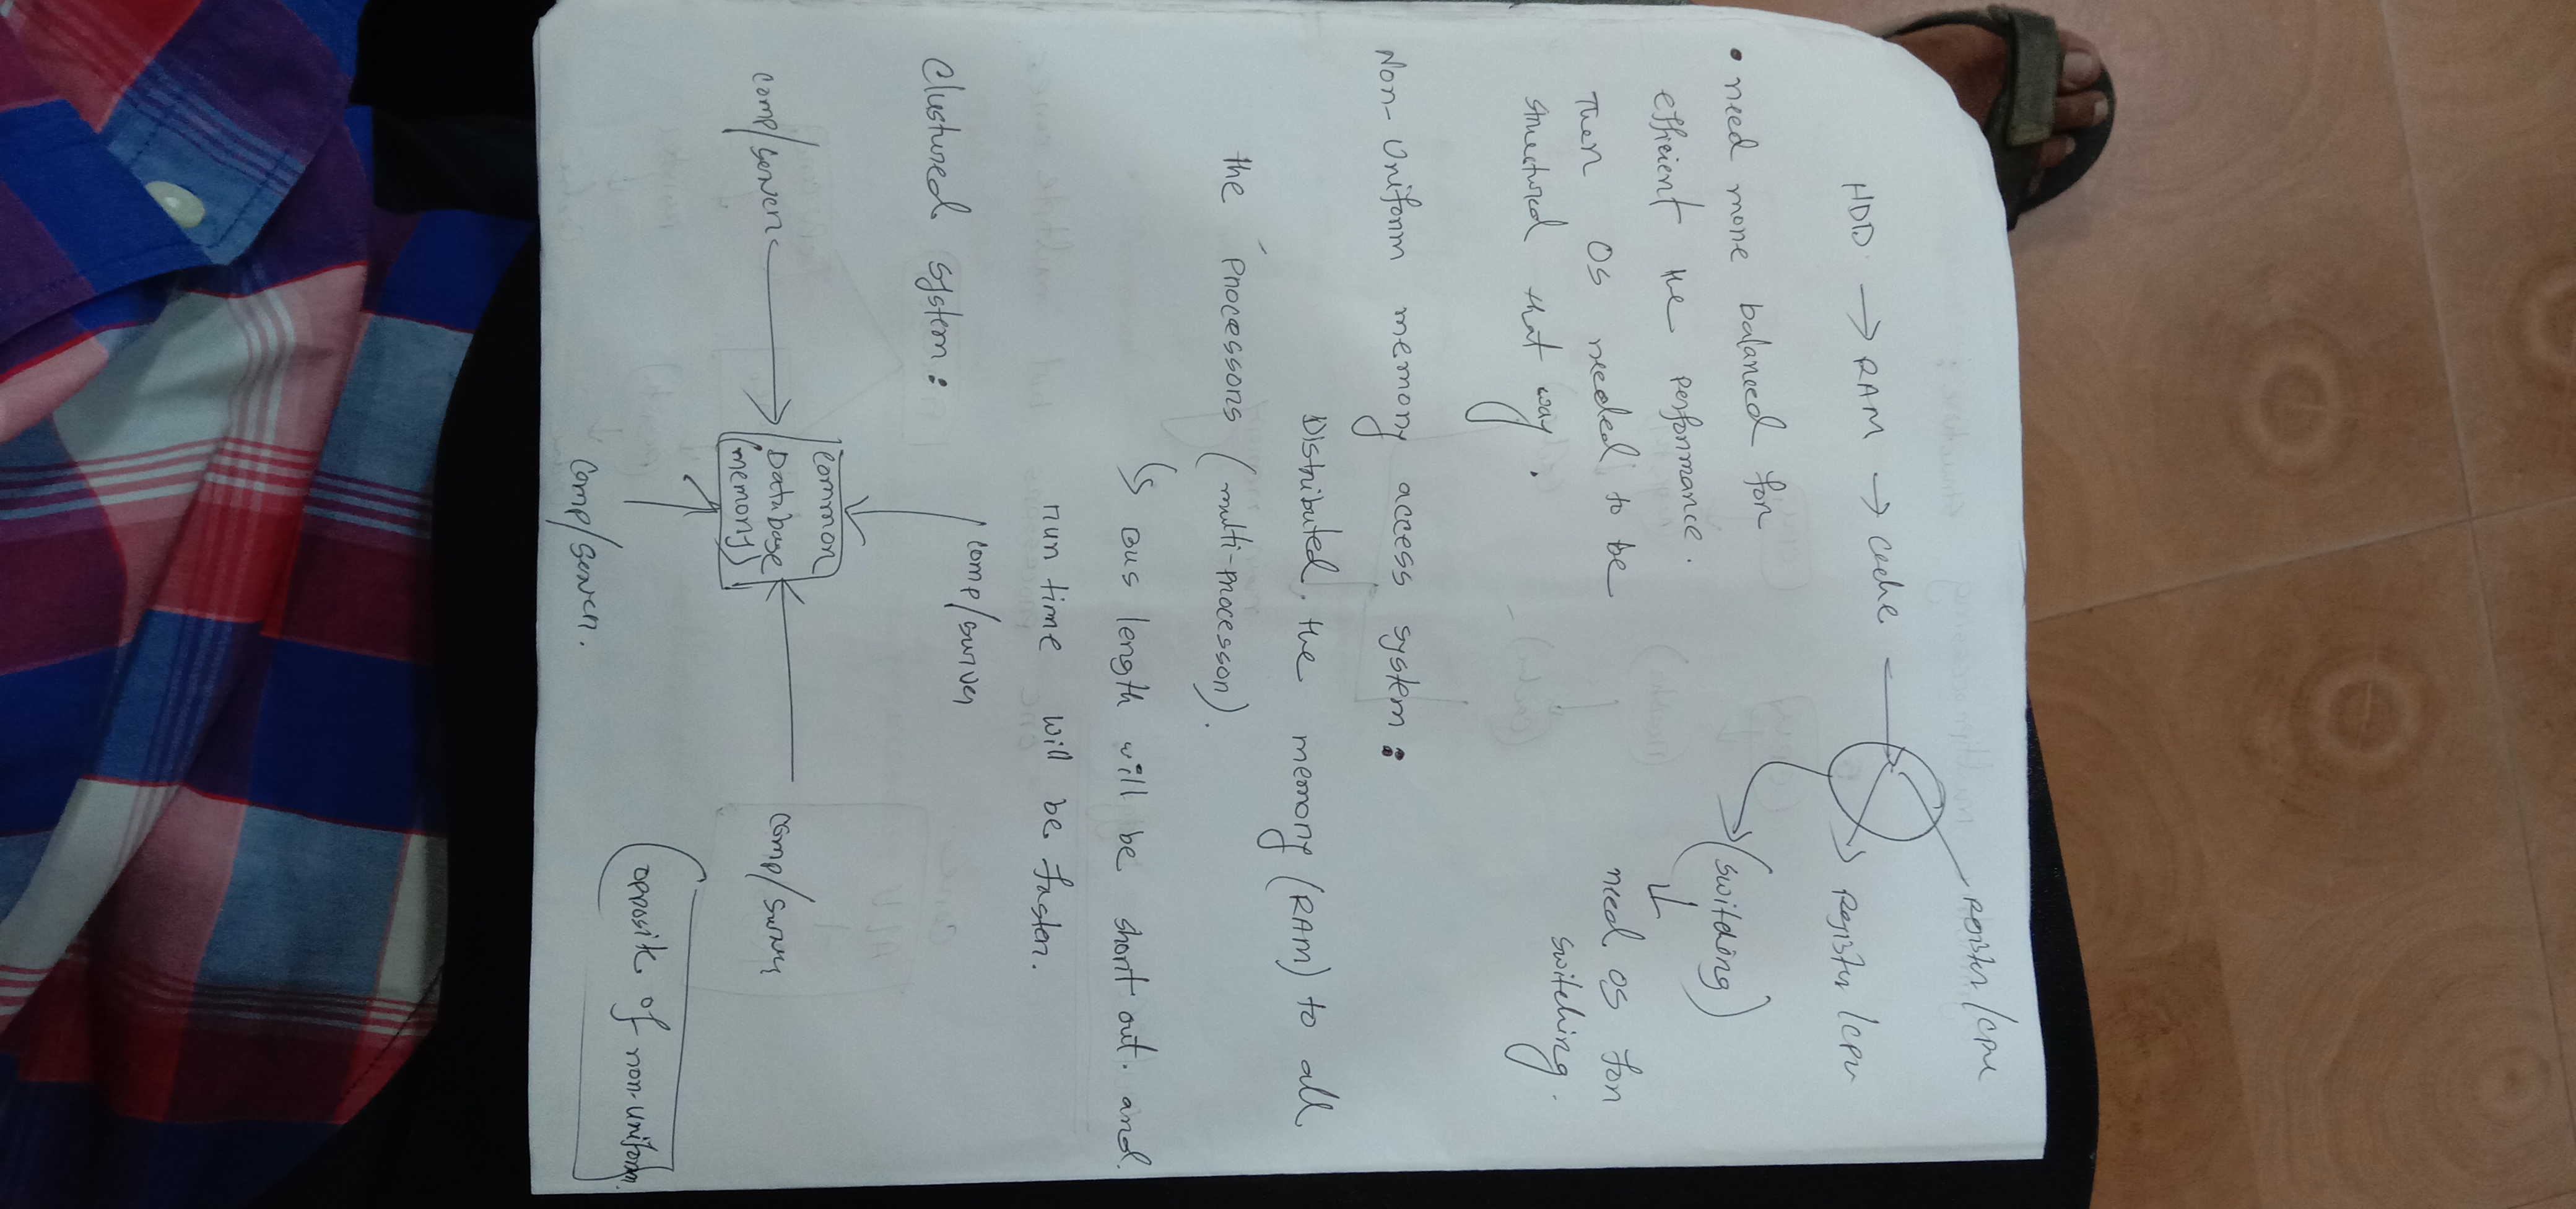 Register/cpu
HDD → RAM → cache
Register/cpu
• need more balanced for
efficient the performance.
Then OS needed to be
structured that way.
(switching)
need OS for
switching.
Non-Uniform memory access system:
Distributed. the memory (RAM) to all
the processors (multi-processor).
↳ Bus length will be short out. and
run time will be faster.
comp/surver
Clustured system:
common
Database
(memory)
comp/server
comp/surver
opposite of non-uniform.
comp/server.